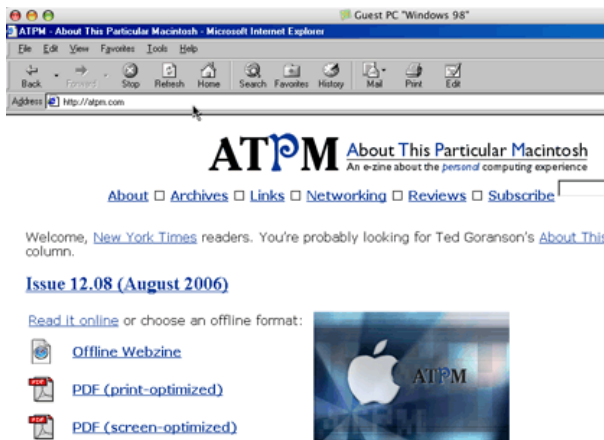 Guest PC "Windows 98"
ATPM - About This Particular Macintosh - Microsoft Internet Explorer
File Edit View Favorites Tools Help
Back Forward Stop Refresh Home Search Favorites History Mail Print Edit
Address http://atpm.com
ATPM About This Particular Macintosh
An e-zine about the personal computing experience
About Archives Links Networking Reviews Subscribe
Welcome, New York Times readers. You're probably looking for Ted Goranson's About This
column.
Issue 12.08 (August 2006)
Read it online or choose an offline format:
Offline Webzine
ATPM
PDF PDF (print-optimized)
PDF PDF (screen-optimized)